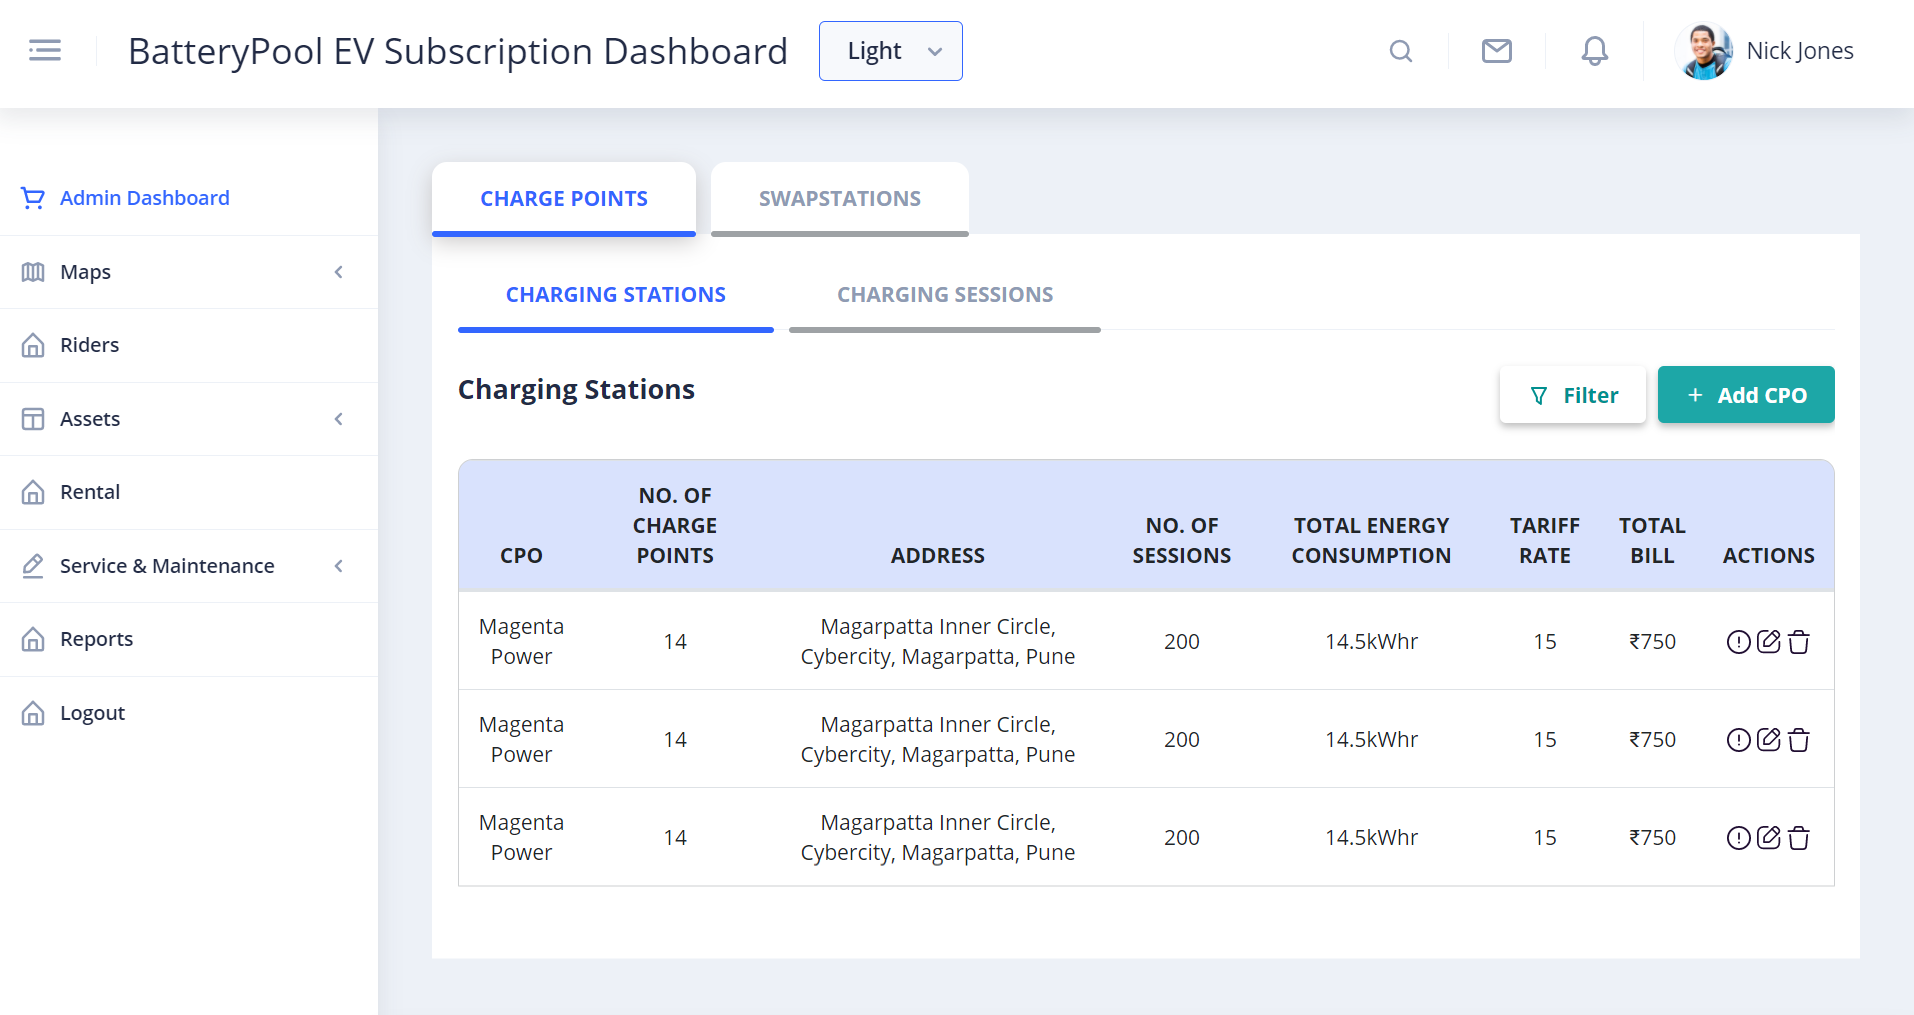 BatteryPool EV Subscription Dashboard
Light
Nick Jones
Admin Dashboard
Maps
Riders
Assets
Rental
Service & Maintenance
Reports
Logout
CHARGE POINTS
SWAPSTATIONS
CHARGING STATIONS
CHARGING SESSIONS
Charging Stations
Filter
+ Add CPO
CPO
NO. OF
CHARGE
POINTS
ADDRESS
NO. OF
SESSIONS
TOTAL ENERGY
CONSUMPTION
TARIFF
RATE
TOTAL
BILL
ACTIONS
Magenta
Power
14
Magarpatta Inner Circle,
Cybercity, Magarpatta, Pune
200
14.5kWhr
15
₹750
Magenta
Power
14
Magarpatta Inner Circle,
Cybercity, Magarpatta, Pune
200
14.5kWhr
15
₹750
Magenta
Power
14
Magarpatta Inner Circle,
Cybercity, Magarpatta, Pune
200
14.5kWhr
15
₹750